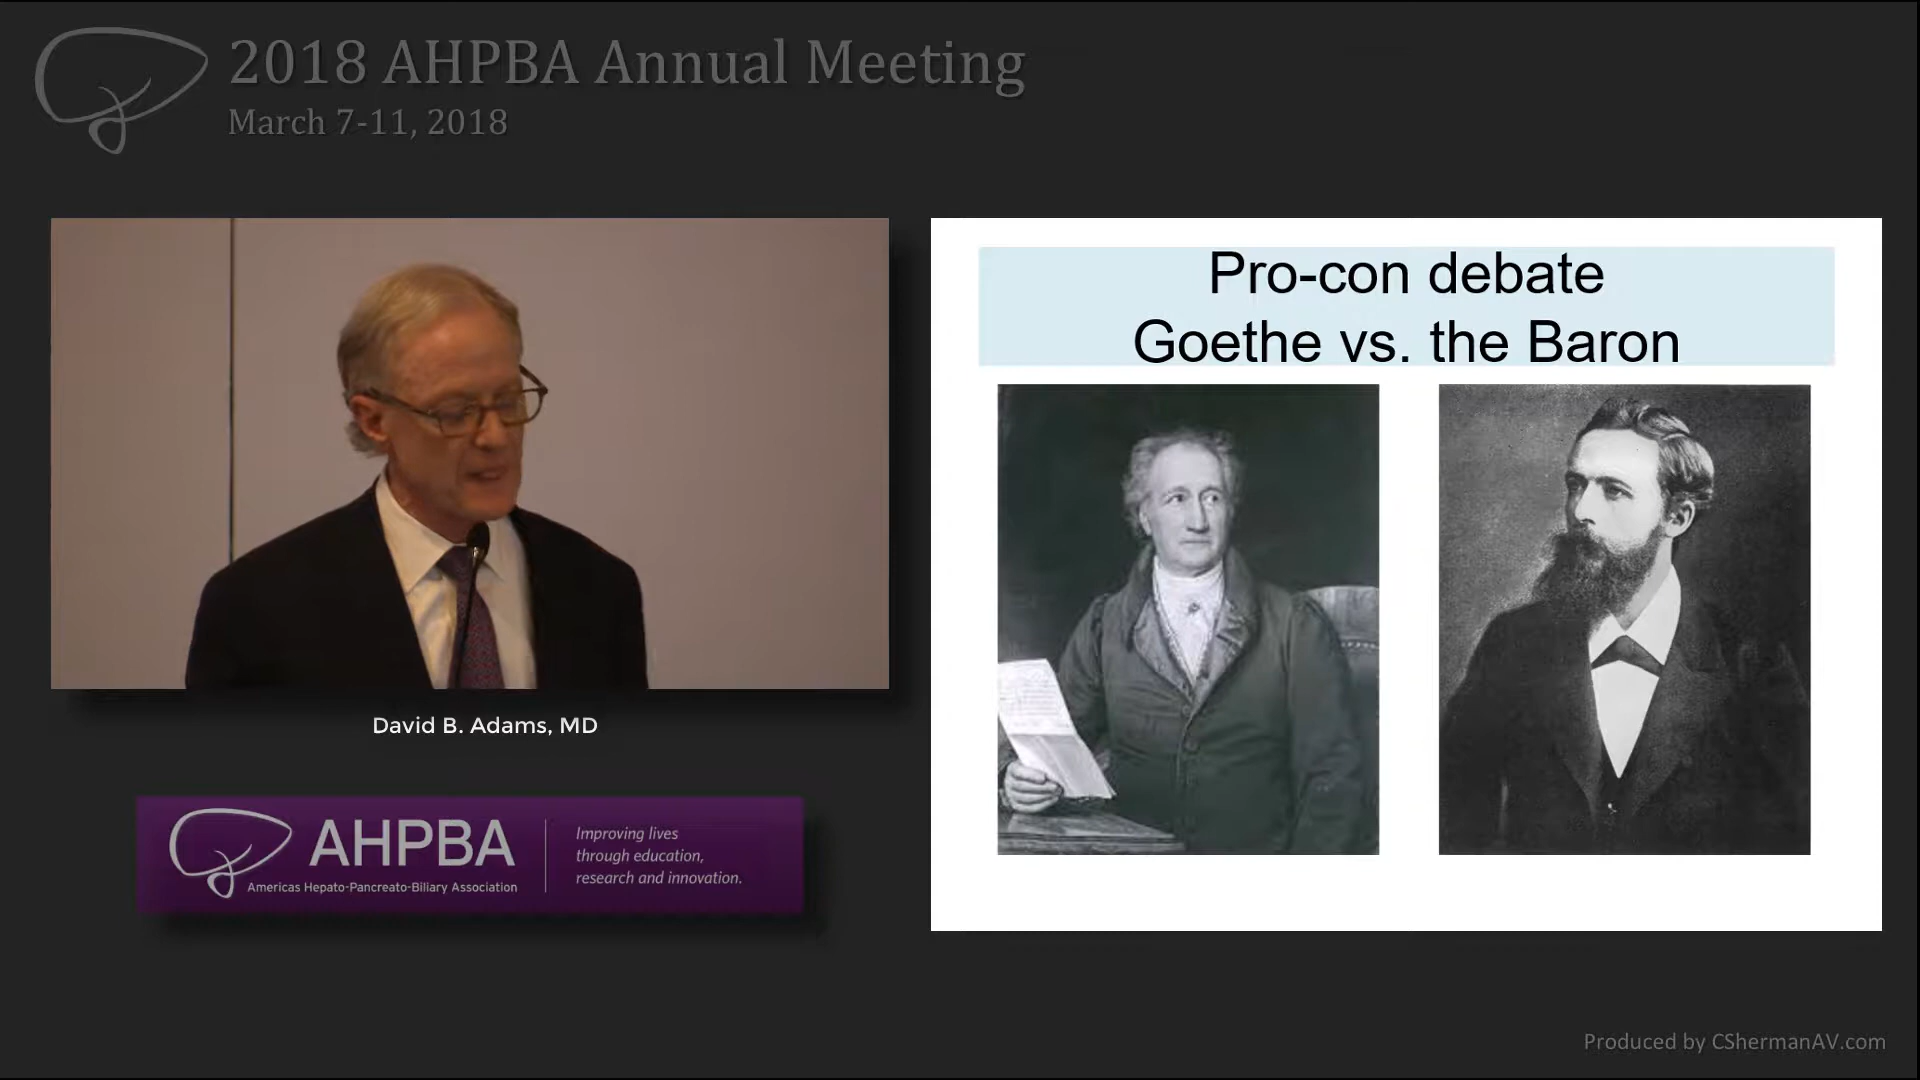 2018 AHPBA Annual Meeting
March 7-11, 2018
Pro-con debate
Goethe vs. the Baron
David B. Adams, MD
AHPBA
Americas Hepato-Pancreato-Biliary Association
Improving lives
through education,
research and innovation.
Produced by CShermanAV.com